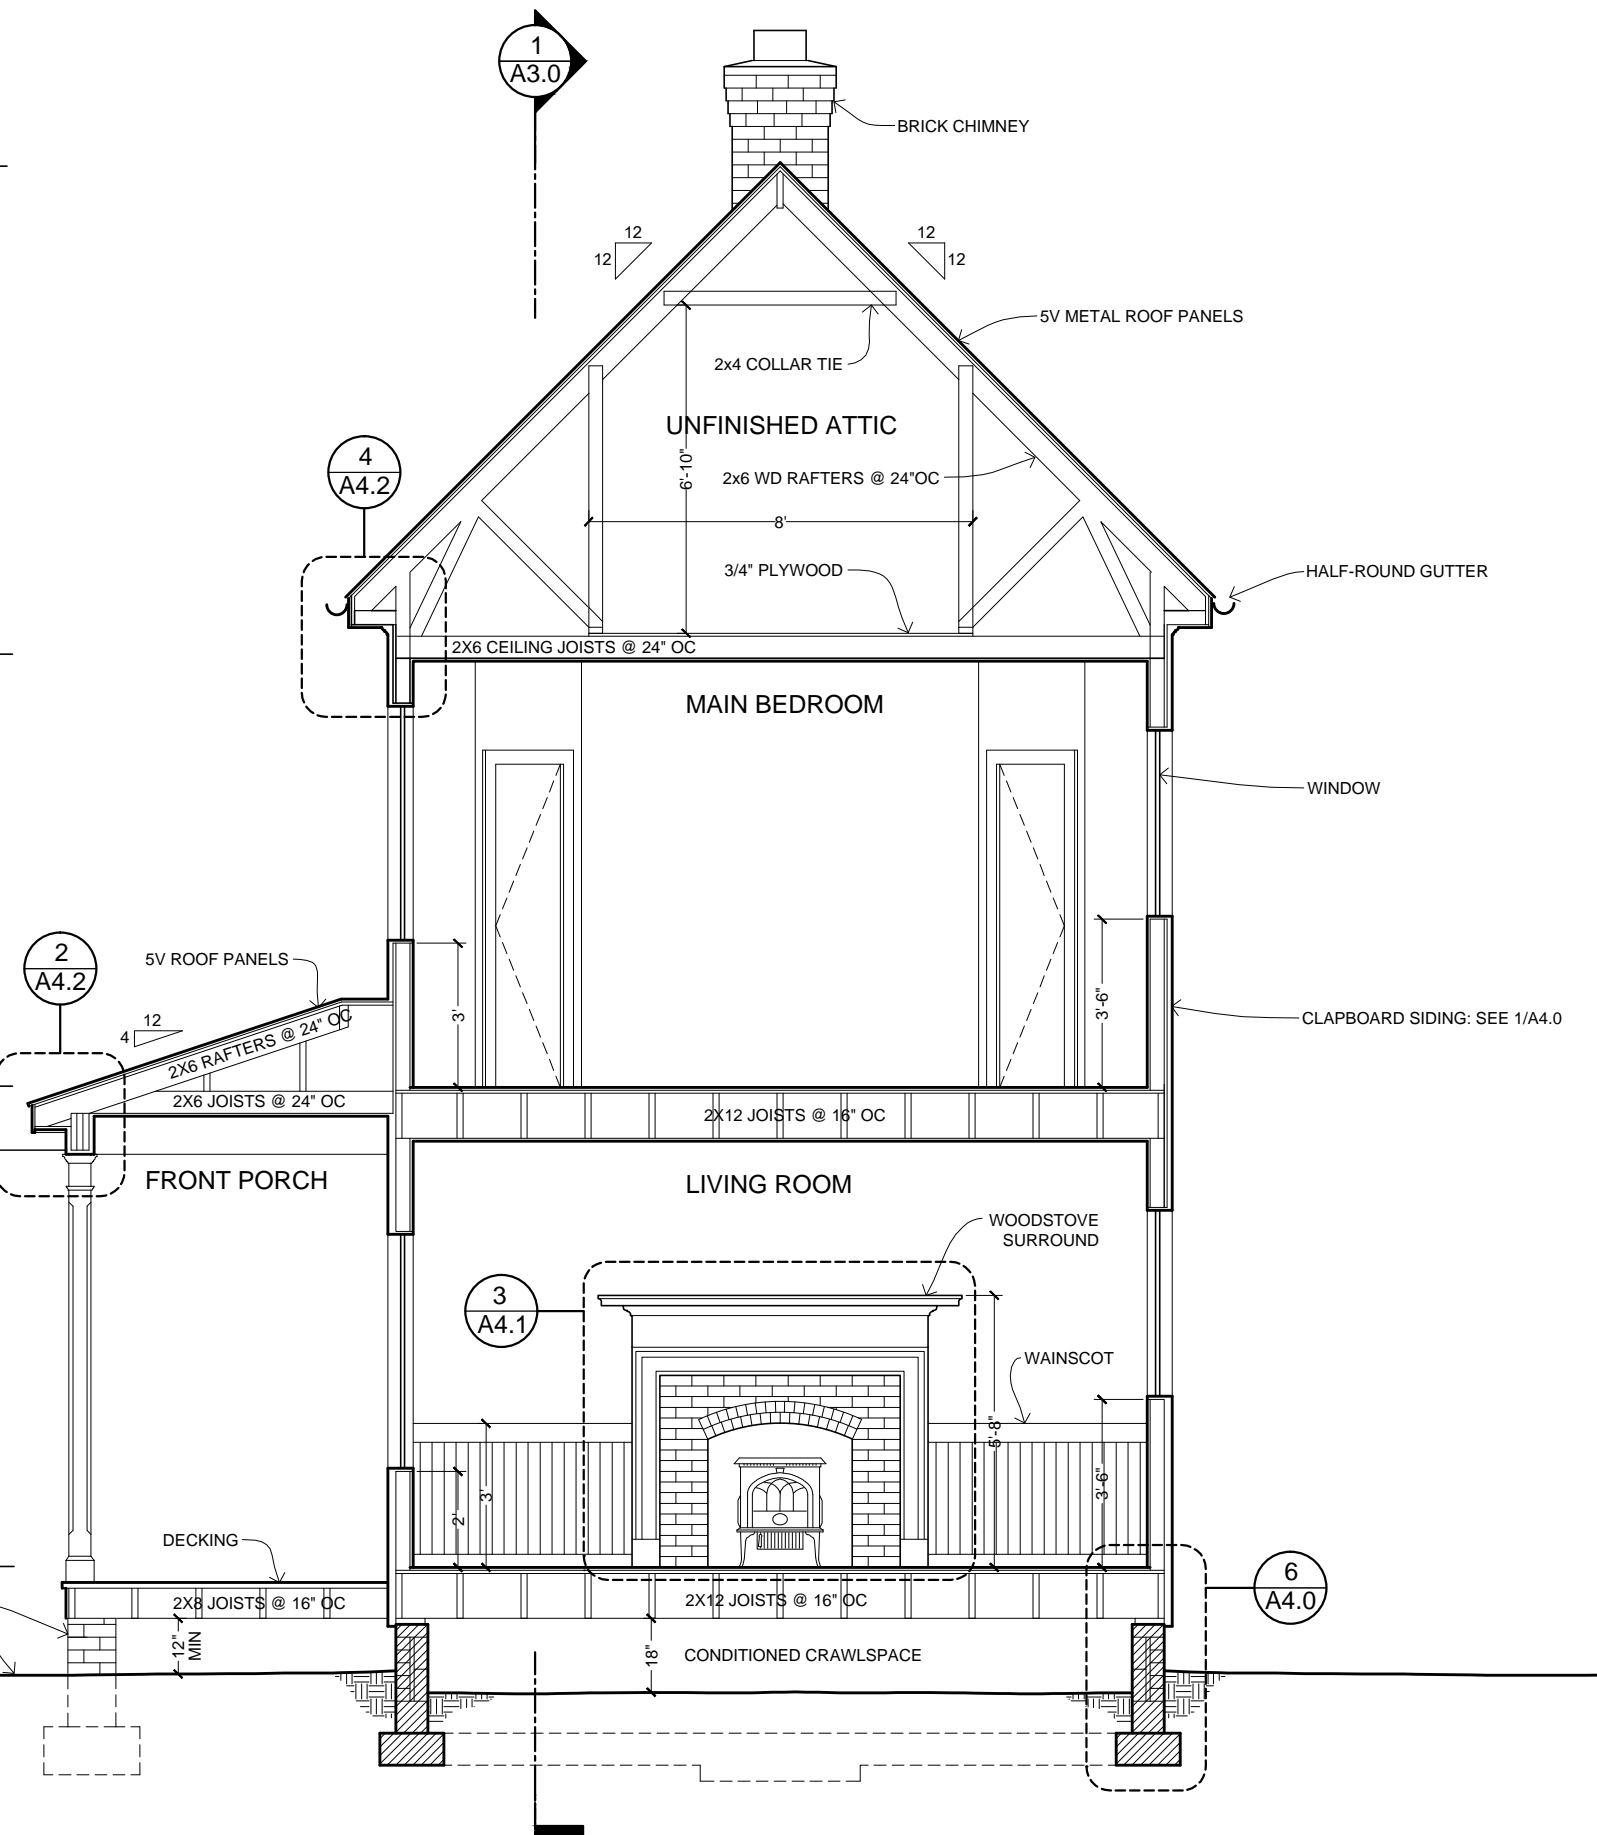 1
A3.0
BRICK CHIMNEY
12
12
12
12
5V METAL ROOF PANELS
2x4 COLLAR TIE
UNFINISHED ATTIC
4
A4.2
6'-10"
2x6 WD RAFTERS @ 24"OC
8'
3/4" PLYWOOD
HALF-ROUND GUTTER
2X6 CEILING JOISTS @ 24" OC
MAIN BEDROOM
WINDOW
2
A4.2
5V ROOF PANELS
3'
3'-6"
CLAPBOARD SIDING: SEE 1/A4.0
12
4
2X6 RAFTERS @ 24" OC
2X6 JOISTS @ 24" OC
2X12 JOISTS @ 16" OC
FRONT PORCH
LIVING ROOM
WOODSTOVE
SURROUND
3
A4.1
WAINSCOT
5'-8"
3'
3'-6"
2'
DECKING
6
A4.0
2X8 JOISTS @ 16" OC
2X12 JOISTS @ 16" OC
12"
MIN
18"
CONDITIONED CRAWLSPACE